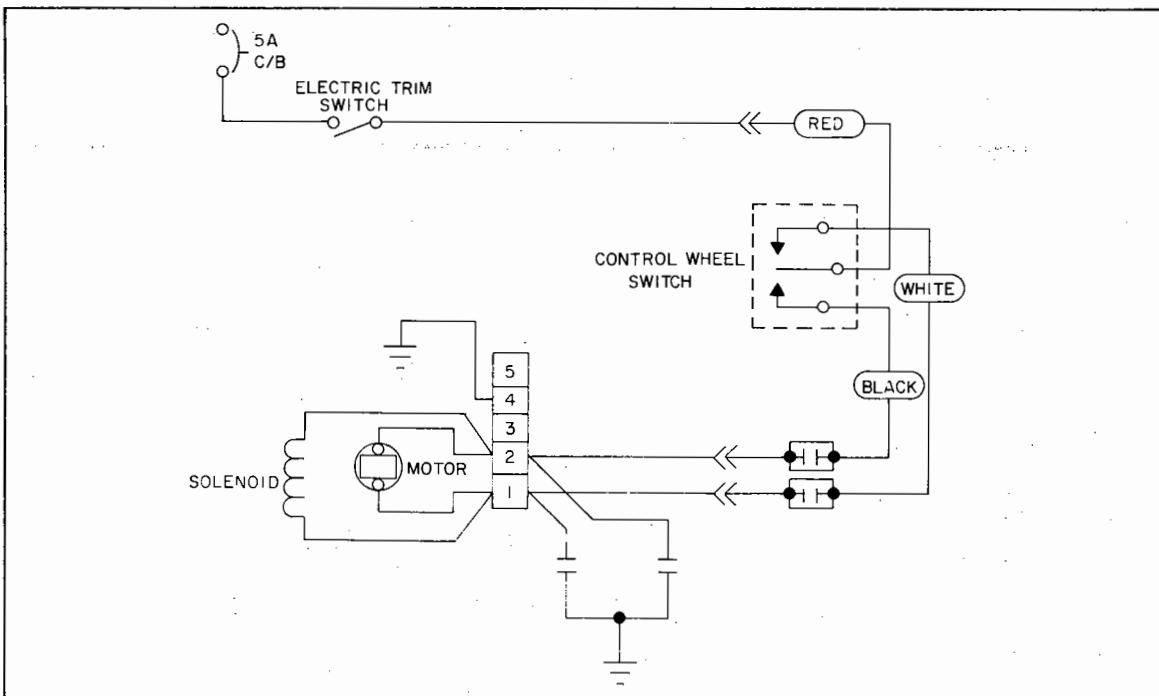 5A
C/B
ELECTRIC TRIM
SWITCH
RED
CONTROL WHEEL
SWITCH
WHITE
BLACK
5
4
3
2
1
MOTOR
SOLENOID